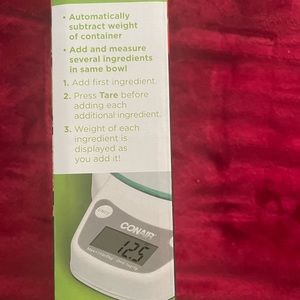 • Automatically
subtract weight
of container
• Add and measure
several ingredients
in same bowl
1. Add first ingredient.
2. Press Tare before
adding each
additional ingredient.
3. Weight of each
ingredient is
displayed as
you add it!
CONAIR
12.5